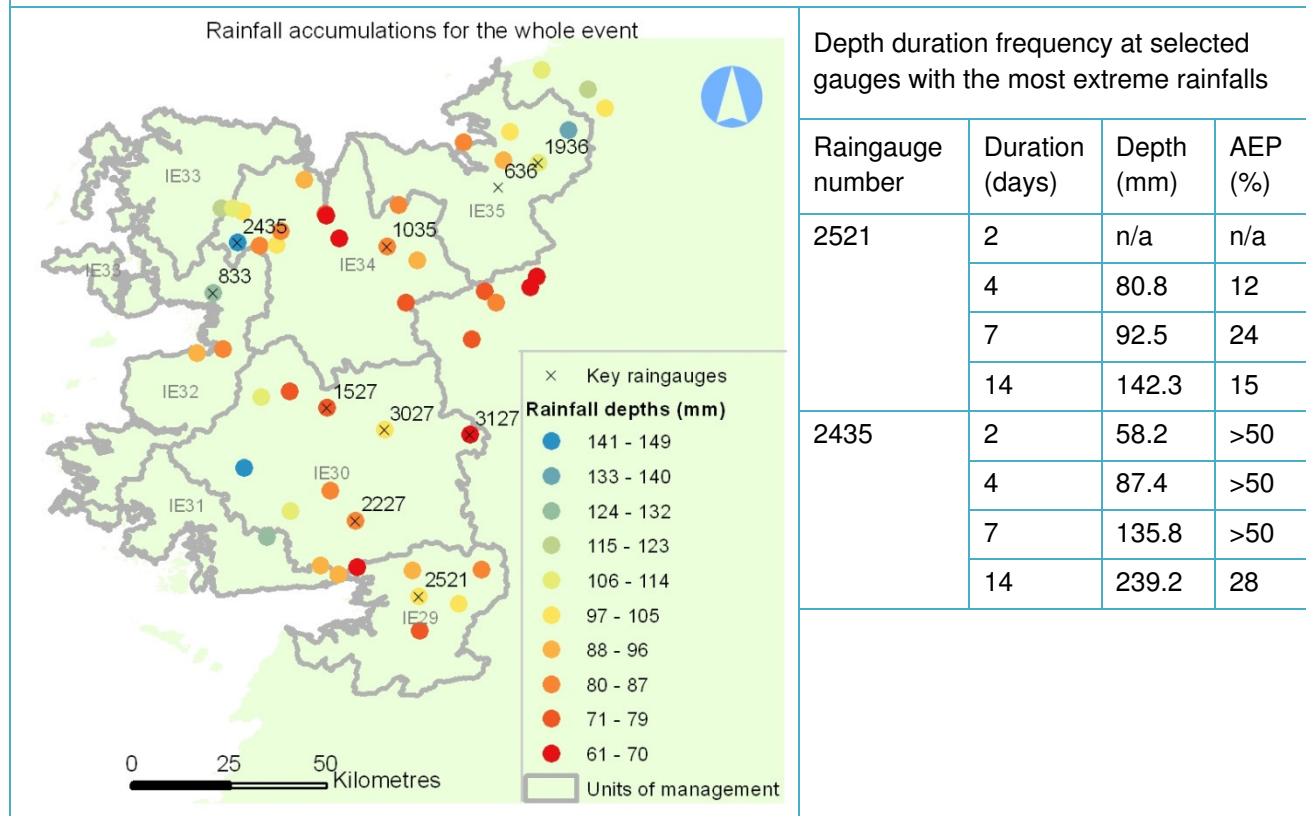 Rainfall accumulations for the whole event
IE33
1936
636
IE35
2435
1035
IE34
IE33
833
IE32
1527
3027
3127
IE30
IE31
2227
2521
IE29
0 25 50
Kilometres
Key raingauges
Rainfall depths (mm)
141 - 149
133 - 140
124 - 132
115 - 123
106 - 114
97 - 105
88 - 96
80 - 87
71 - 79
61 - 70
Units of management
Depth duration frequency at selected
gauges with the most extreme rainfalls
Raingauge number Duration (days) Depth (mm) AEP (%)
2521 2 n/a n/a
4 80.8 12
7 92.5 24
14 142.3 15
2435 2 58.2 >50
4 87.4 >50
7 135.8 >50
14 239.2 28